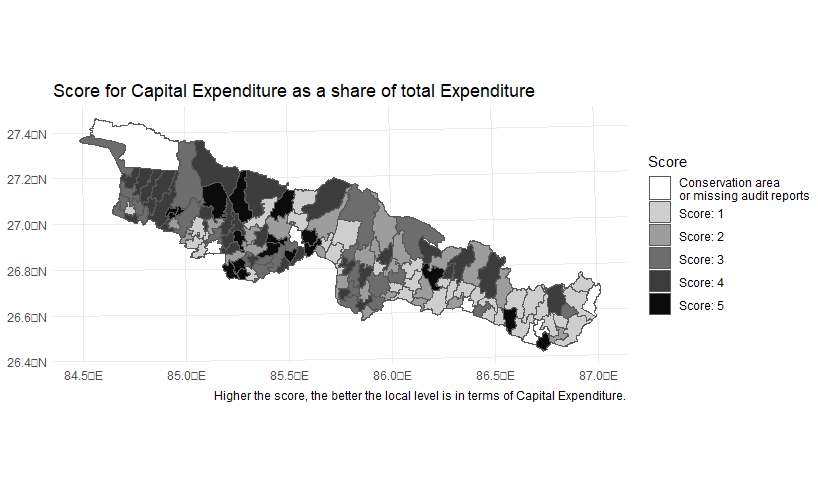 Score for Capital Expenditure as a share of total Expenditure
27.4□N
27.2□N
27.0□N
26.8□N
26.6□N
26.4□N
84.5□E
85.0□E
85.5□E
86.0□E
86.5□E
87.0□E
Higher the score, the better the local level is in terms of Capital Expenditure.
Score
Conservation area
or missing audit reports
Score: 1
Score: 2
Score: 3
Score: 4
Score: 5